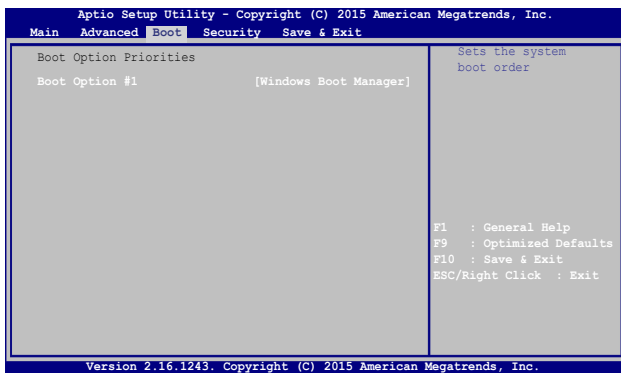 Aptio Setup Utility - Copyright (C) 2015 American Megatrends, Inc.
Main Advanced Boot Security Save & Exit
Boot Option Priorities
Boot Option #1 [Windows Boot Manager]
Sets the system
boot order
F1 : General Help
F9 : Optimized Defaults
F10 : Save & Exit
ESC/Right Click : Exit
Version 2.16.1243. Copyright (C) 2015 American Megatrends, Inc.